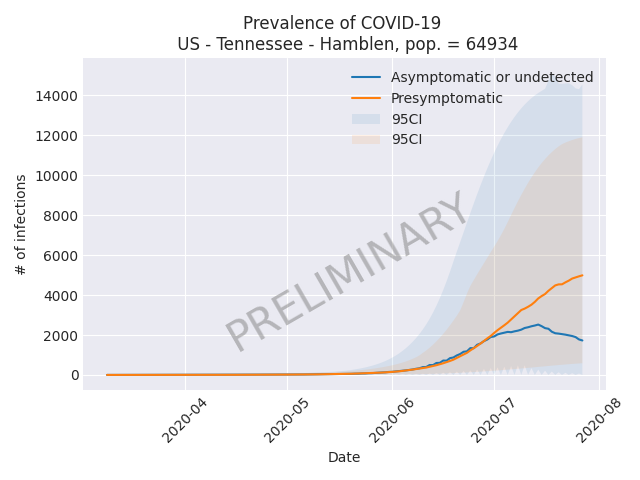 Prevalence of COVID-19
US - Tennessee - Hamblen, pop. = 64934
Asymptomatic or undetected
Presymptomatic
95CI
95CI
14000
12000
10000
8000
6000
4000
2000
0
# of infections
PRELIMINARY
2020-04
2020-05
2020-06
2020-07
2020-08
Date